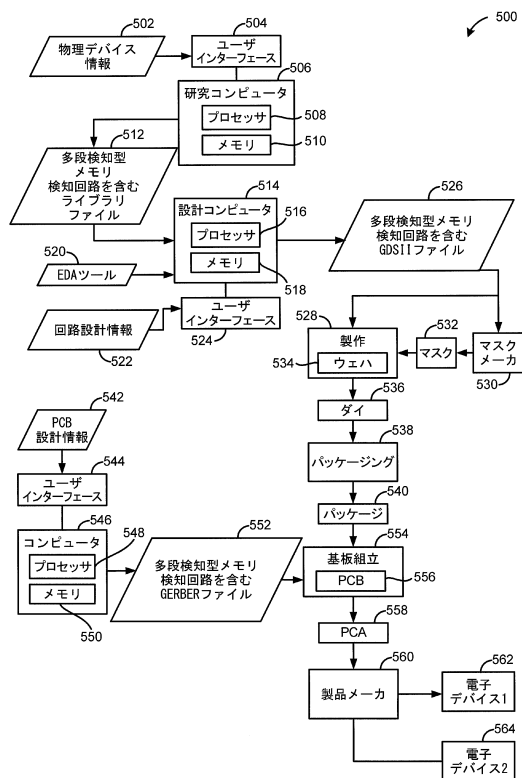 500
502
物理デバイス
情報
504
ユーザ
インターフェース
506
研究コンピュータ
プロセッサ
508
メモリ
510
512
多段検知型
メモリ
検知回路を含む
ライブラリ
ファイル
514
設計コンピュータ
プロセッサ
516
メモリ
518
520
EDAツール
回路設計情報
522
ユーザ
インターフェース
524
526
多段検知型メモリ
検知回路を含む
GDSIIファイル
528
製作
534
ウェハ
532
マスク
マスク
メーカ
530
536
ダイ
538
パッケージング
540
パッケージ
542
PCB
設計情報
544
ユーザ
インターフェース
546
コンピュータ
548
プロセッサ
メモリ
550
552
多段検知型メモリ
検知回路を含む
GERBERファイル
554
基板組立
PCB
556
558
PCA
560
製品メーカ
562
電子
デバイス1
564
電子
デバイス2